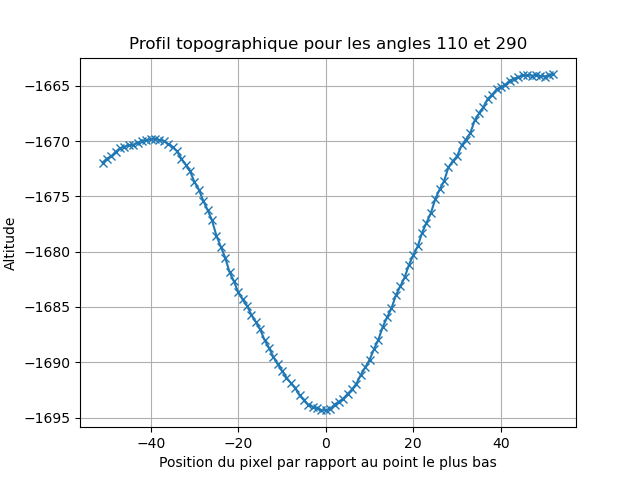 Profil topographique pour les angles 110 et 290
Altitude
−1665
−1670
−1675
−1680
−1685
−1690
−1695
−40 −20 0 20 40
Position du pixel par rapport au point le plus bas